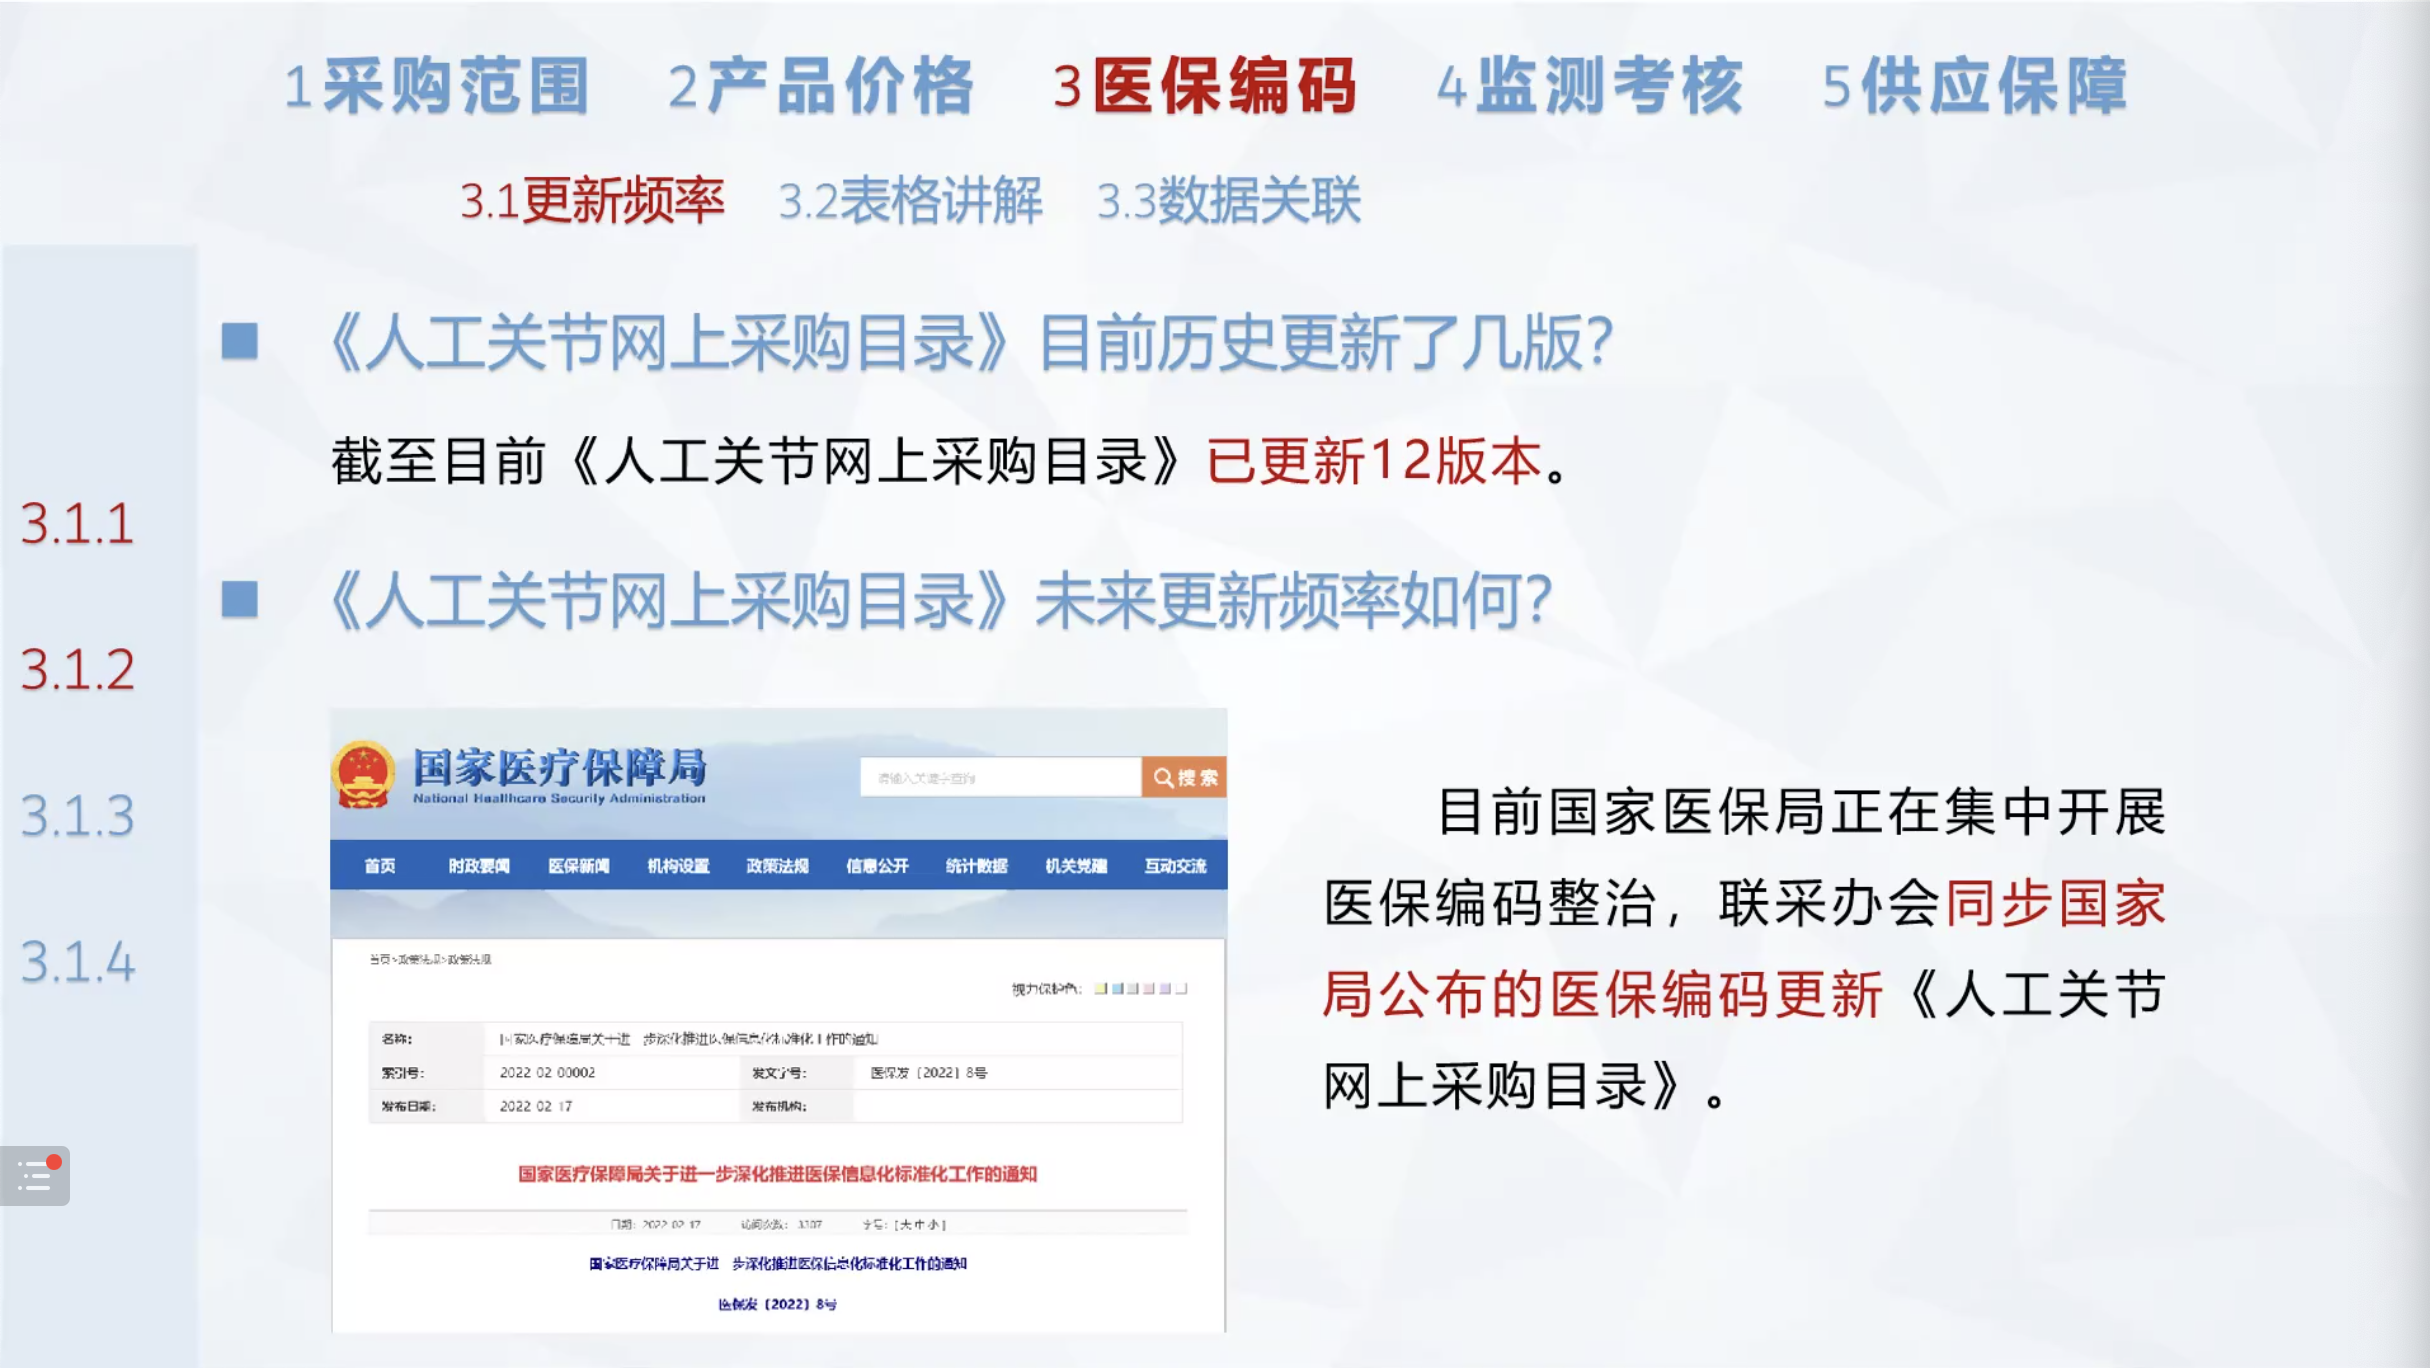 1采购范围 2产品价格 3医保编码 4监测考核 5供应保障
3.1更新频率 3.2表格讲解 3.3数据关联
《人工关节网上采购目录》目前历史更新了几版？
截至目前《人工关节网上采购目录》已更新12版本。
3.1.1
《人工关节网上采购目录》未来更新频率如何？
3.1.2
3.1.3
3.1.4
国家医疗保障局
National Healthcare Security Administration
请输入关键字查询
搜索
首页 时政要闻 医保新闻 机构设置 政策法规 信息公开 统计数据 机关党建 互动交流
首页>政策法规>政策法规
视力保护色：
名称： 国家医疗保障局关于进一步深化推进医保信息化标准化工作的通知
索引号： 2022-02-00002 发文字号： 医保发〔2022〕8号
发布日期： 2022-02-17 发布机构：
国家医疗保障局关于进一步深化推进医保信息化标准化工作的通知
日期：2022-02-17 访问次数：3307 字号：[大 中 小]
国家医疗保障局关于进一步深化推进医保信息化标准化工作的通知
医保发〔2022〕8号
目前国家医保局正在集中开展
医保编码整治，联采办会同步国家
局公布的医保编码更新《人工关节
网上采购目录》。